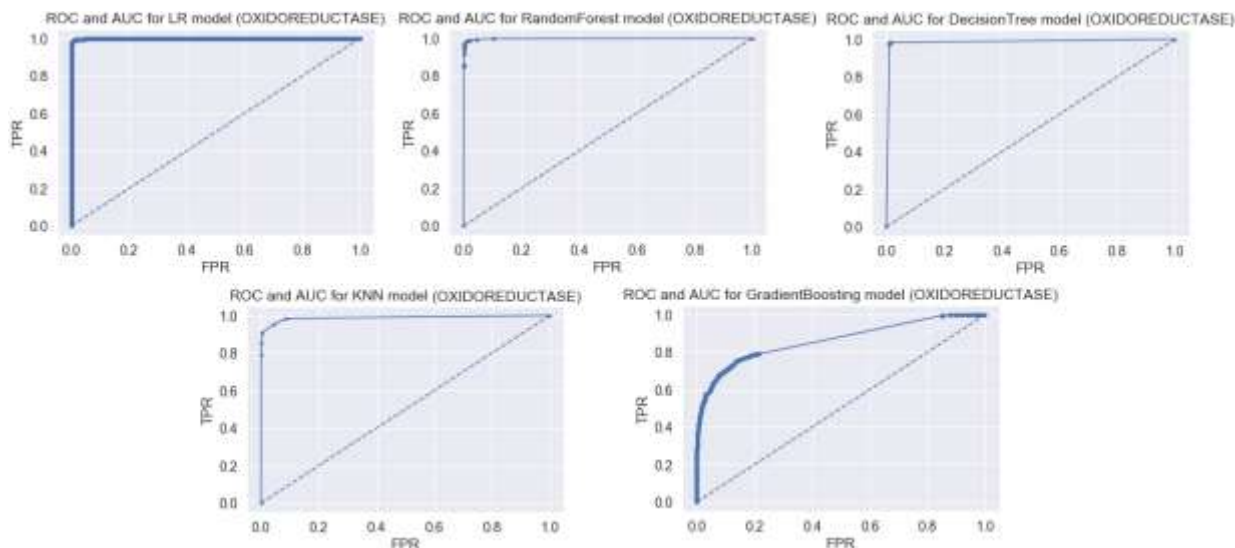 ROC and AUC for LR model (OXIDOREDUCTASE)
1.0
0.8
0.6
0.4
0.2
0.0
TPR
0.0 0.2 0.4 0.6 0.8 1.0
FPR
ROC and AUC for RandomForest model (OXIDOREDUCTASE)
1.0
0.8
0.6
0.4
0.2
0.0
TPR
0.0 0.2 0.4 0.6 0.8 1.0
FPR
ROC and AUC for DecisionTree model (OXIDOREDUCTASE)
1.0
0.8
0.6
0.4
0.2
0.0
TPR
0.0 0.2 0.4 0.6 0.8 1.0
FPR
ROC and AUC for KNN model (OXIDOREDUCTASE)
1.0
0.8
0.6
0.4
0.2
0.0
TPR
0.0 0.2 0.4 0.6 0.8 1.0
FPR
ROC and AUC for GradientBoosting model (OXIDOREDUCTASE)
1.0
0.8
0.6
0.4
0.2
0.0
TPR
0.0 0.2 0.4 0.6 0.8 1.0
FPR